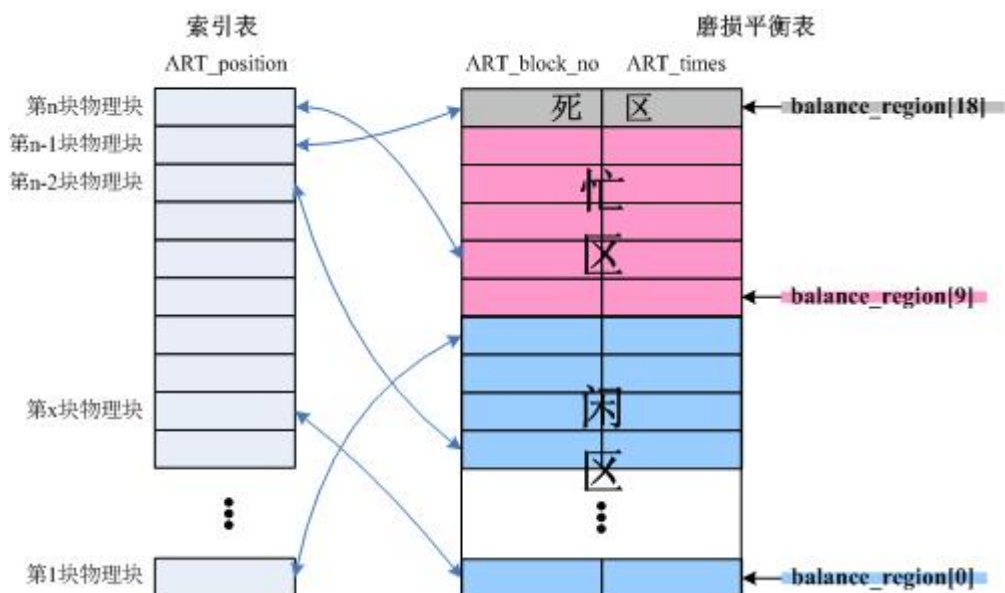 索引表 磨损平衡表
ART_position ART_block_no ART_times
第n块物理块 死 区 balance_region[18]
第n-1块物理块
第n-2块物理块 忙
区
balance_region[9]
第x块物理块 闲
区
第1块物理块 balance_region[0]